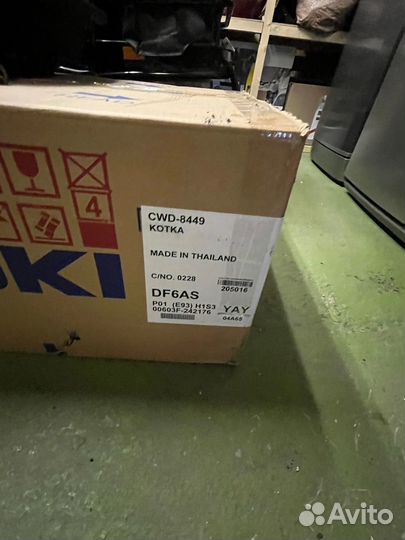 4
UKI
CWD-8449
KOTKA
MADE IN THAILAND
C/NO. 0228
205016
DF6AS
P01 (E93) H1S3
00603F-242176
YAY
04A65
Avito